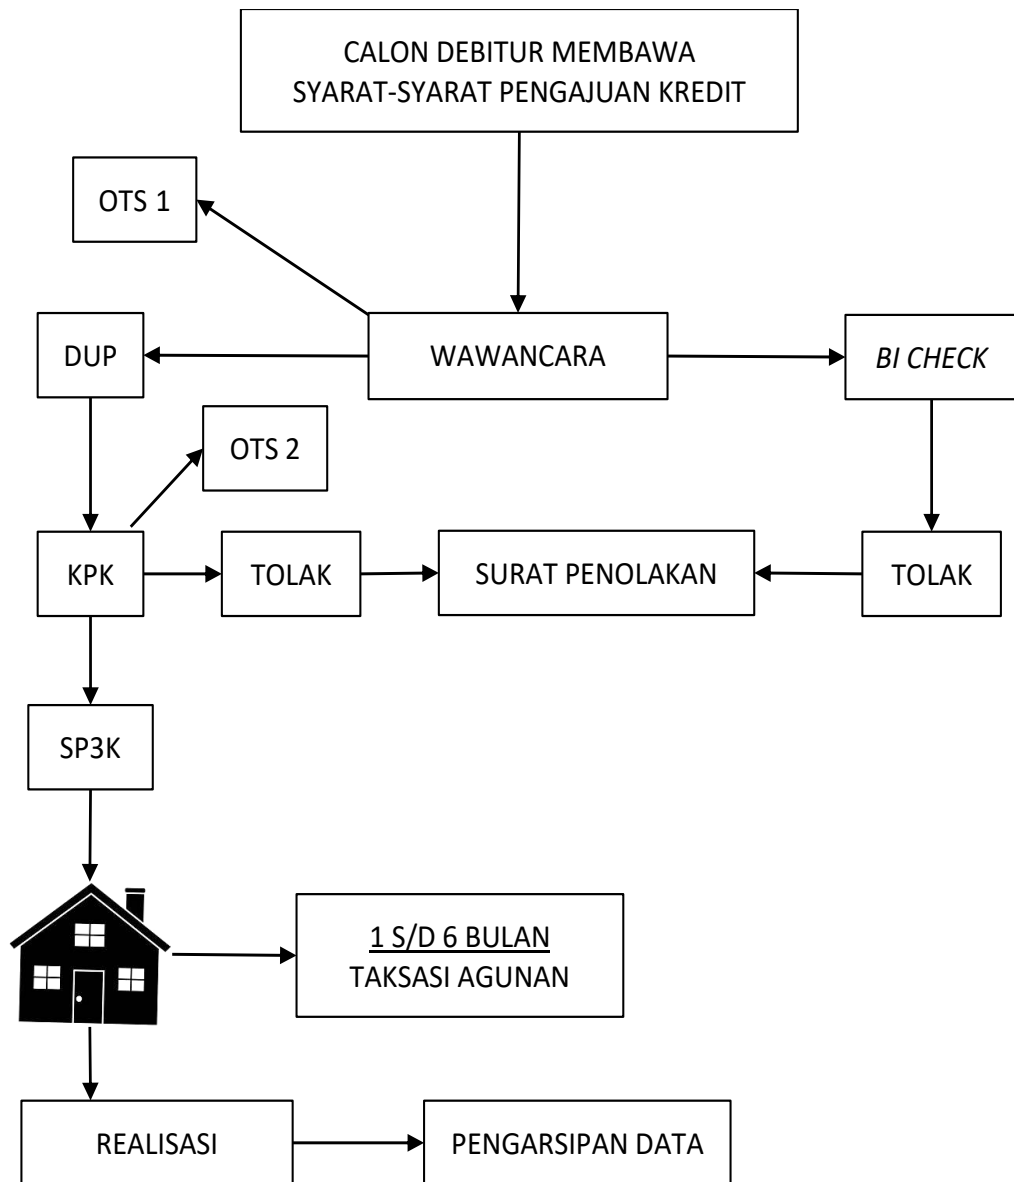 CALON DEBITUR MEMBAWA
SYARAT-SYARAT PENGAJUAN KREDIT
OTS 1
DUP
WAWANCARA
BI CHECK
OTS 2
KPK
TOLAK
SURAT PENOLAKAN
TOLAK
SP3K
1 S/D 6 BULAN
TAKSASI AGUNAN
REALISASI
PENGARSIPAN DATA